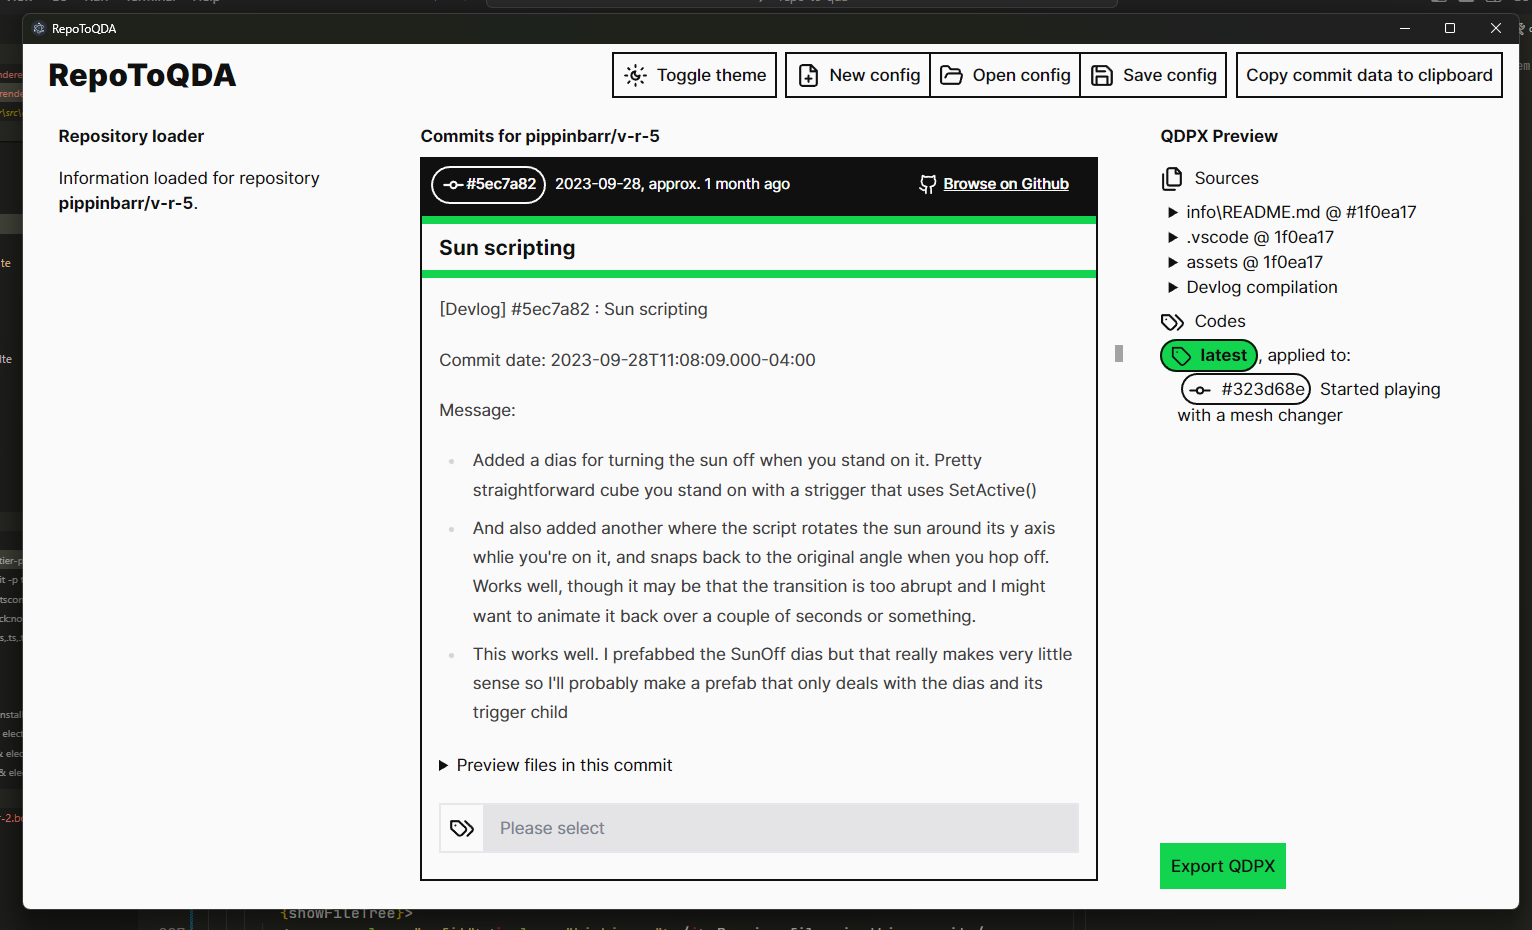 RepoToQDA
RepoToQDA
Toggle theme
New config
Open config
Save config
Copy commit data to clipboard
Repository loader
Information loaded for repository
pippinbarr/v-r-5.
Commits for pippinbarr/v-r-5
#5ec7a82
2023-09-28, approx. 1 month ago
Browse on Github
Sun scripting
[Devlog] #5ec7a82 : Sun scripting
Commit date: 2023-09-28T11:08:09.000-04:00
Message:
Added a dias for turning the sun off when you stand on it. Pretty
straightforward cube you stand on with a strigger that uses SetActive()
And also added another where the script rotates the sun around its y axis
whlie you're on it, and snaps back to the original angle when you hop off.
Works well, though it may be that the transition is too abrupt and I might
want to animate it back over a couple of seconds or something.
This works well. I prefabbed the SunOff dias but that really makes very little
sense so I'll probably make a prefab that only deals with the dias and its
trigger child
Preview files in this commit
Please select
QDPX Preview
Sources
info\README.md @ #1f0ea17
.vscode @ 1f0ea17
assets @ 1f0ea17
Devlog compilation
Codes
latest, applied to:
#323d68e Started playing
with a mesh changer
Export QDPX
{showFileTree}>